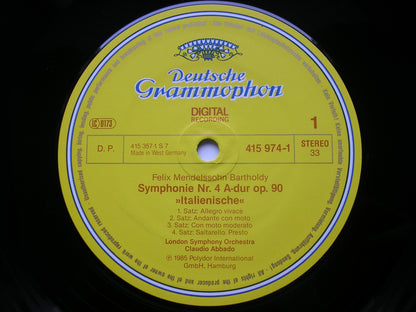 Deutsche
Grammophon
DIGITAL
RECORDING
LC 0173
1
D. P.
415 357-1 S 7
Made in West Germany
415 974-1
STEREO
33
Felix Mendelssohn Bartholdy
Symphonie Nr. 4 A-dur op. 90
»Italienische«
1. Satz: Allegro vivace
2. Satz: Andante con moto
3. Satz: Con moto moderato
4. Satz: Saltarello. Presto
London Symphony Orchestra
Claudio Abbado
℗ 1985 Polydor International
GmbH, Hamburg